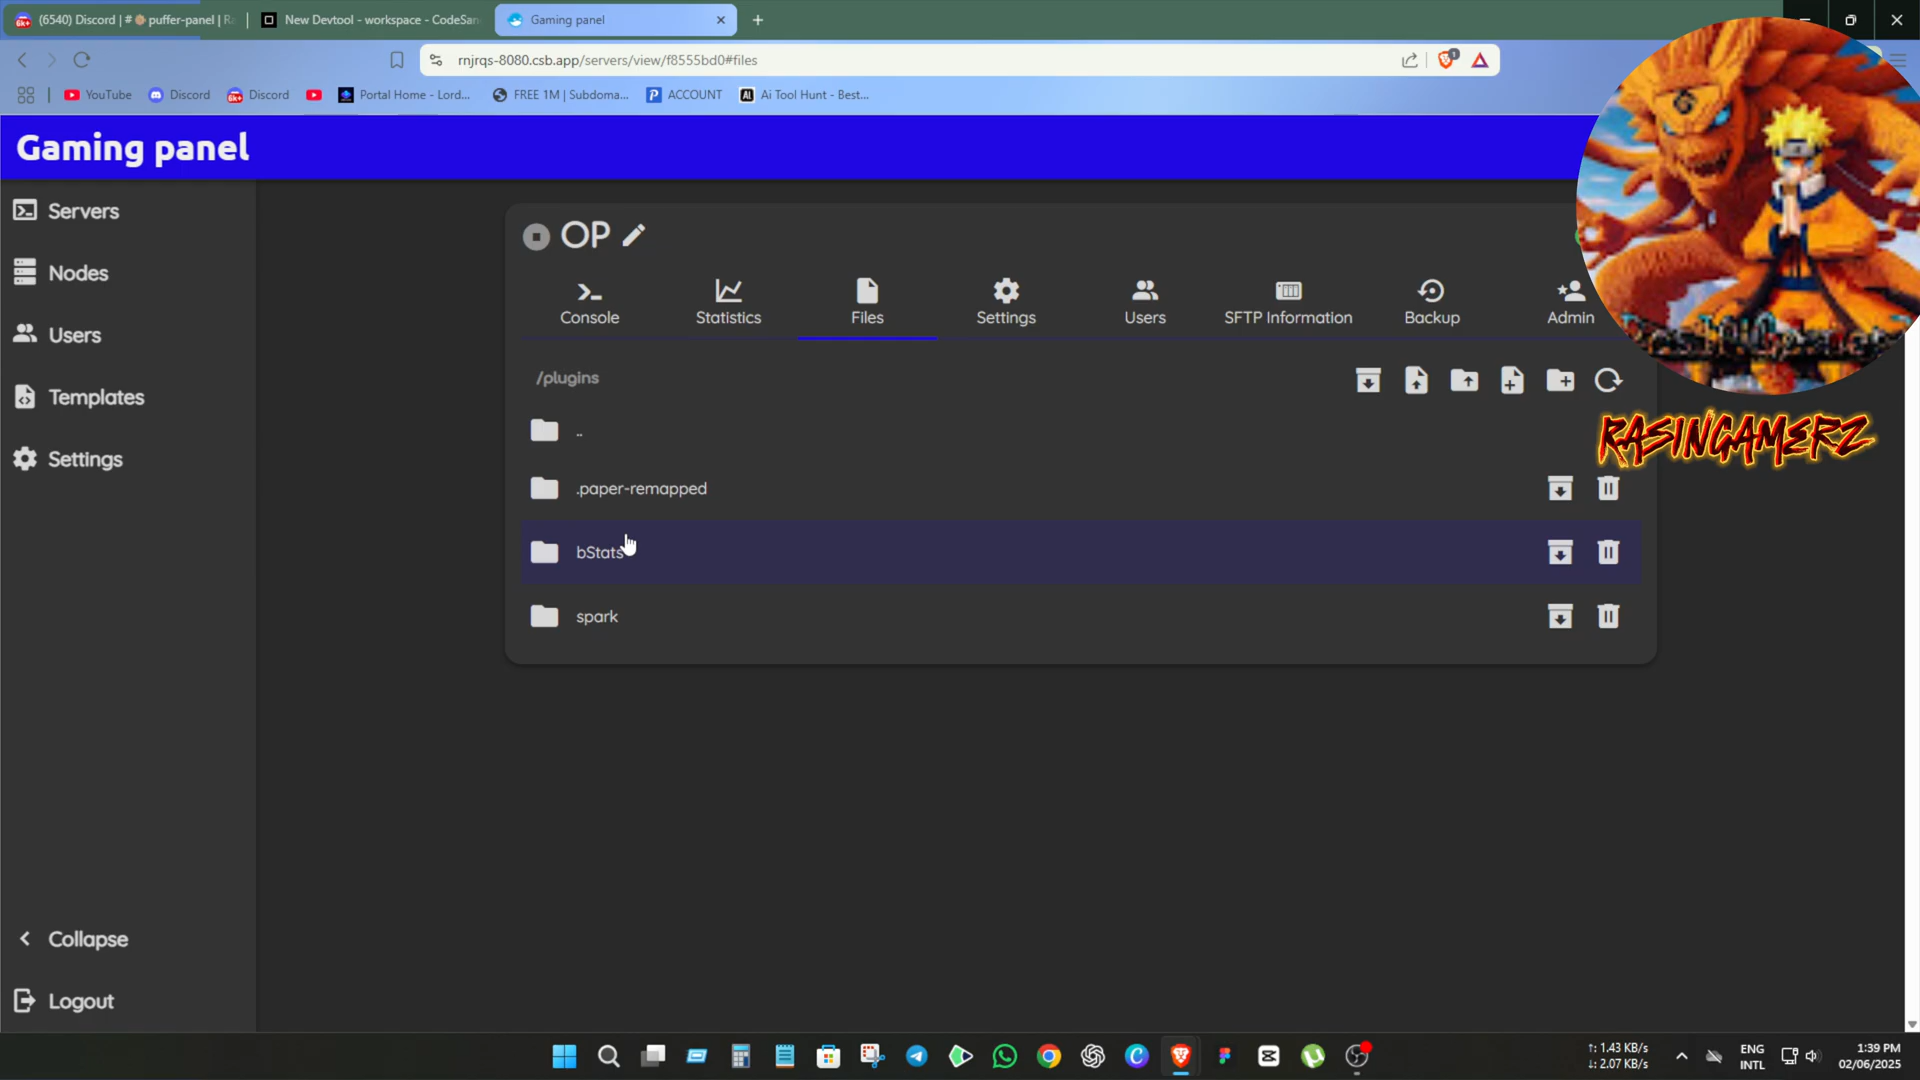 (6540) Discord | # puffer-panel | Ra
New Devtool - workspace - CodeSan
Gaming panel
rnjrqs-8080.csb.app/servers/view/f8555bd0#files
1
YouTube
Discord
Discord
Portal Home - Lord...
FREE 1M | Subdoma...
ACCOUNT
Ai Tool Hunt - Best...
Gaming panel
Servers
Nodes
Users
Templates
Settings
Collapse
Logout
OP
Console
Statistics
Files
Settings
Users
SFTP Information
Backup
Admin
/plugins
..
.paper-remapped
bStats
spark
RASINGAMERZ
↑: 1.43 KB/s
↓: 2.07 KB/s
ENG
INTL
1:39 PM
02/06/2025